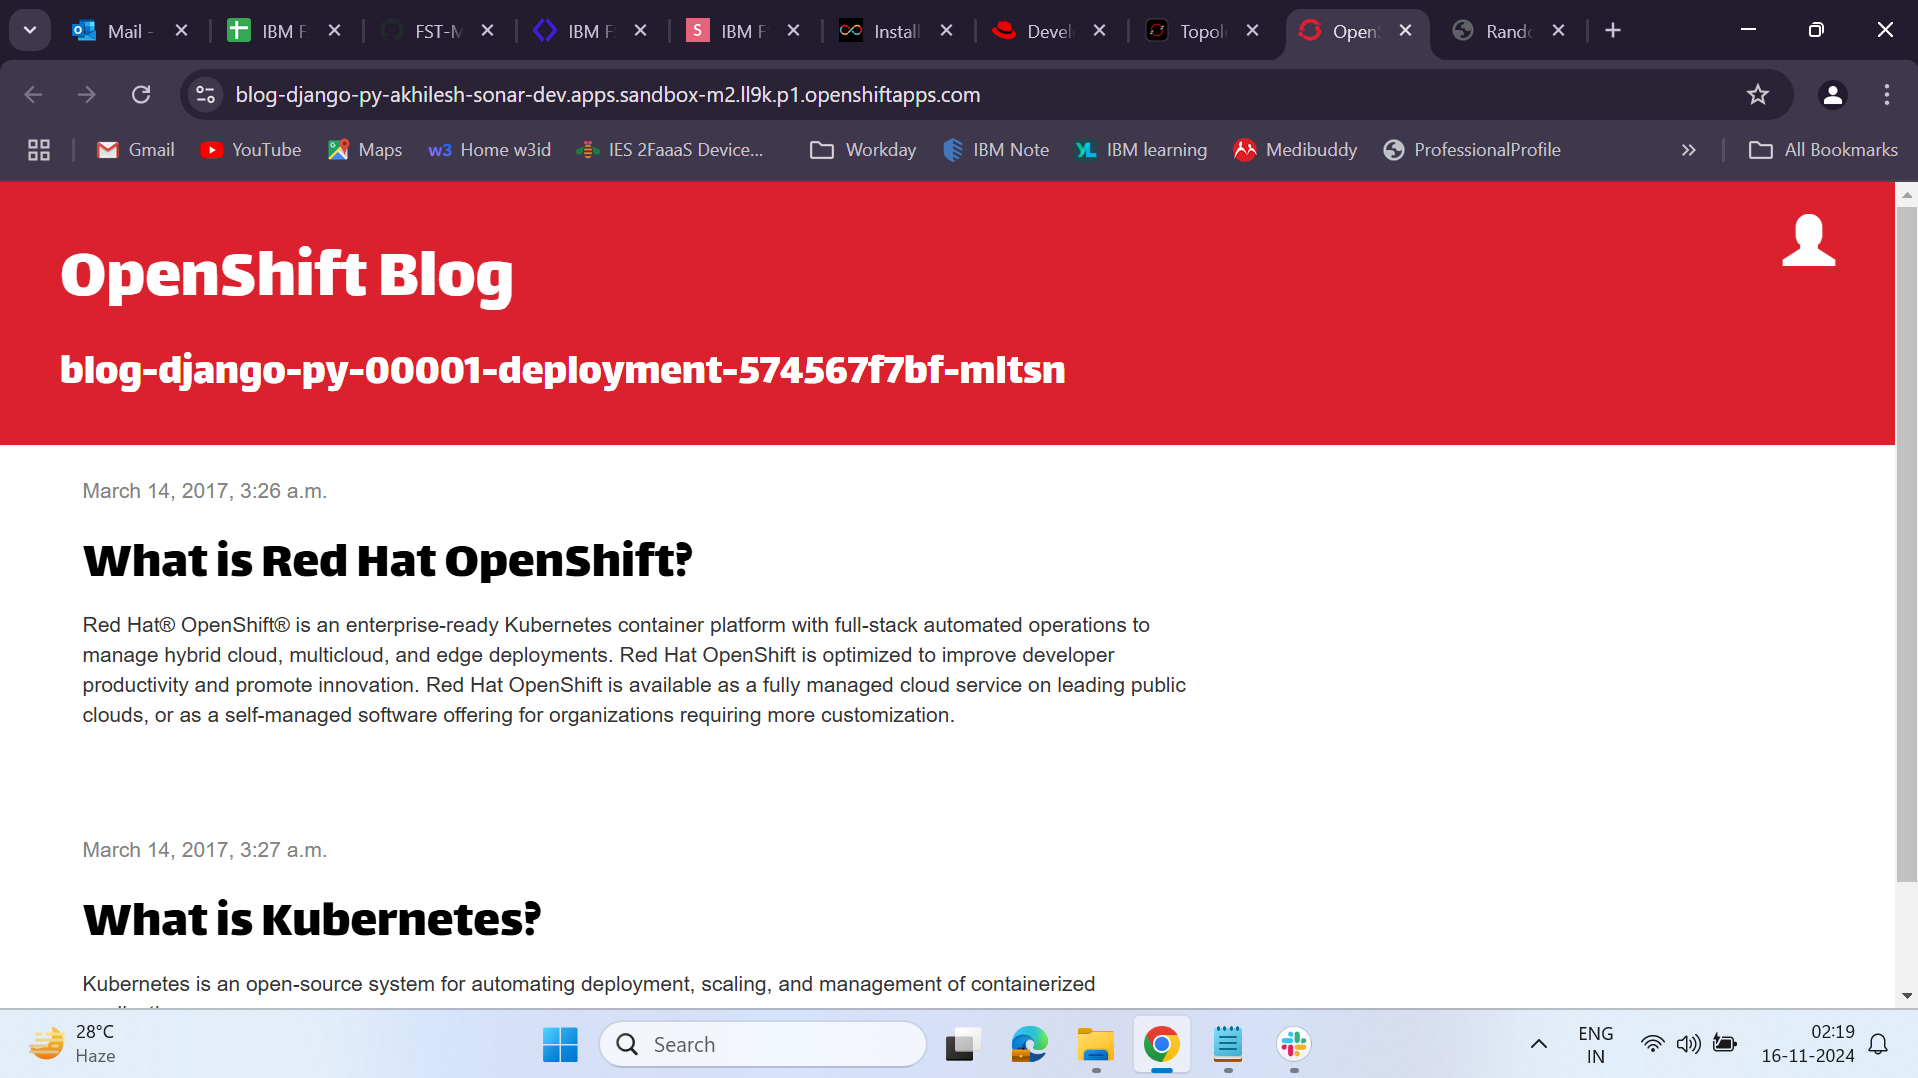 Mail -
IBM F
FST-M
IBM F
S
IBM F
Install
Devel
Topol
Open
Rand
blog-django-py-akhilesh-sonar-dev.apps.sandbox-m2.ll9k.p1.openshiftapps.com
Gmail
YouTube
Maps
w3 Home w3id
IES 2FaaaS Device...
Workday
IBM Note
YL IBM learning
Medibuddy
ProfessionalProfile
All Bookmarks
OpenShift Blog
blog-django-py-00001-deployment-574567f7bf-mltsn
March 14, 2017, 3:26 a.m.
What is Red Hat OpenShift?
Red Hat® OpenShift® is an enterprise-ready Kubernetes container platform with full-stack automated operations to
manage hybrid cloud, multicloud, and edge deployments. Red Hat OpenShift is optimized to improve developer
productivity and promote innovation. Red Hat OpenShift is available as a fully managed cloud service on leading public
clouds, or as a self-managed software offering for organizations requiring more customization.
March 14, 2017, 3:27 a.m.
What is Kubernetes?
Kubernetes is an open-source system for automating deployment, scaling, and management of containerized
28°C
Haze
Search
ENG
IN
02:19
16-11-2024